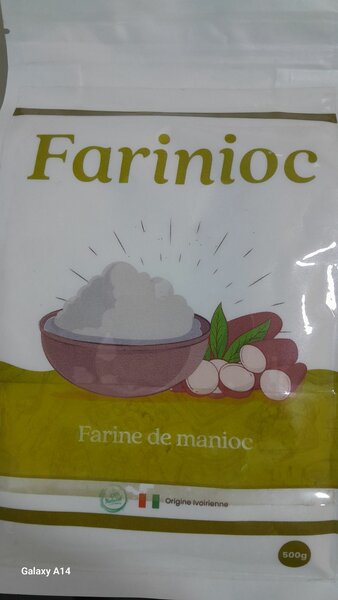 Farinioc
Farine de manioc
Origine Ivoirienne
500g
Galaxy A14